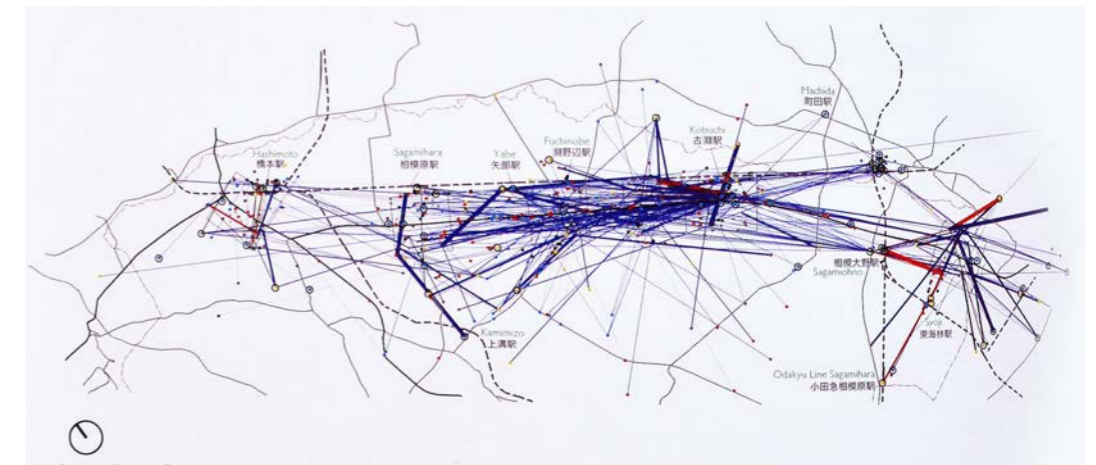 Machida
町田駅
Kobuchi
古淵駅
Fuchinobe
淵野辺駅
Yabe
矢部駅
Sagamihara
相模原駅
Hashimoto
橋本駅
相模大野駅
Sagamiohno
Kamimizo
上溝駅
東海林駅
Odakyu Line Sagamihara
小田急相模原駅